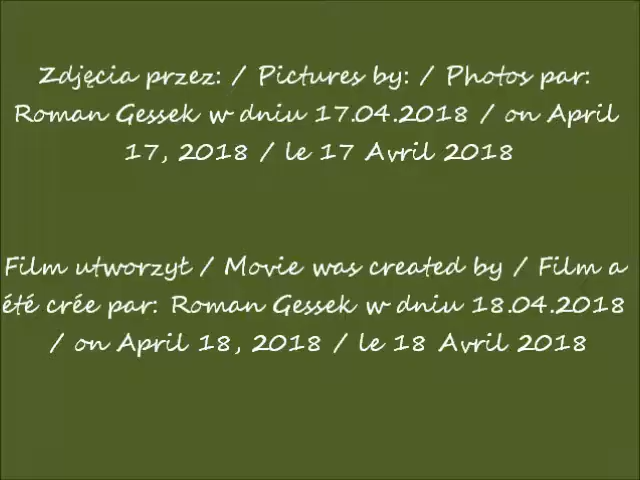 Zdjęcia przez: / Pictures by: / Photos par:
Roman Gessek w dniu 17.04.2018 / on April
17, 2018 / le 17 Avril 2018
Film utworzył / Movie was created by / Film a
été crée par: Roman Gessek w dniu 18.04.2018
/ on April 18, 2018 / le 18 Avril 2018